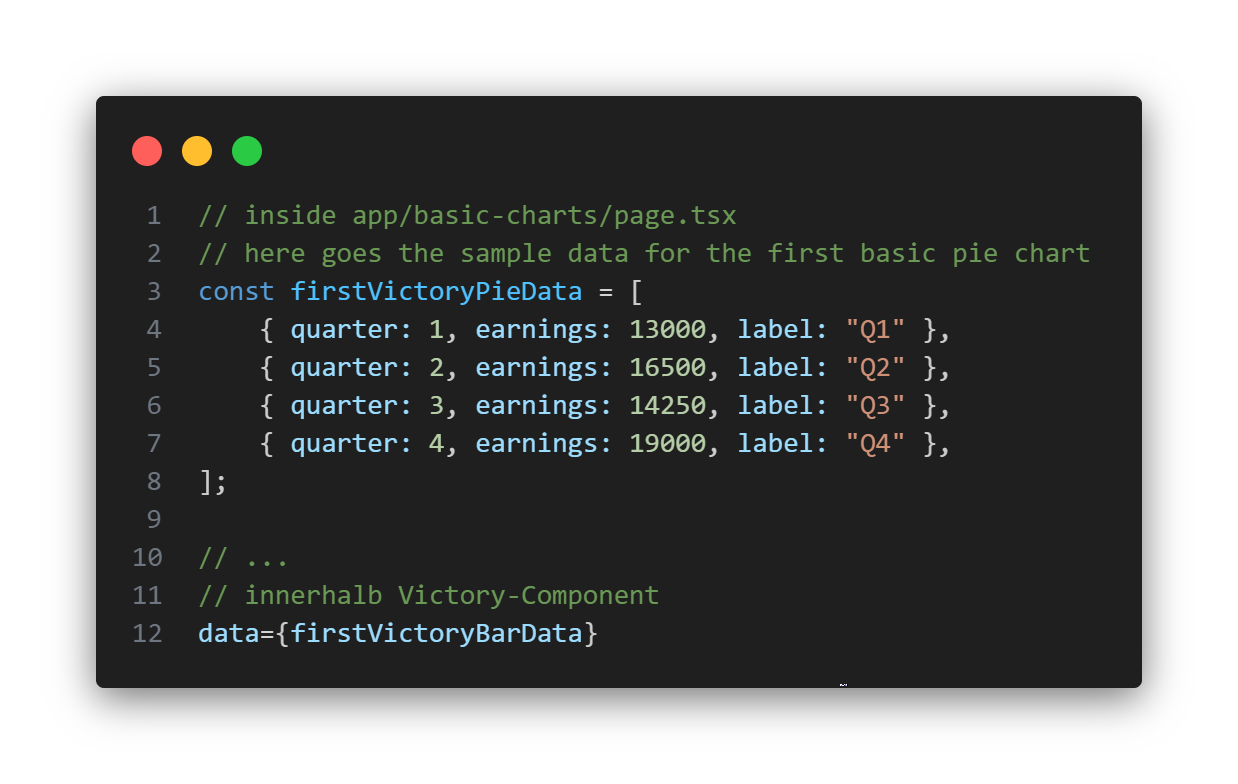 1 // inside app/basic-charts/page.tsx
2 // here goes the sample data for the first basic pie chart
3 const firstVictoryPieData = [
4     { quarter: 1, earnings: 13000, label: "Q1" },
5     { quarter: 2, earnings: 16500, label: "Q2" },
6     { quarter: 3, earnings: 14250, label: "Q3" },
7     { quarter: 4, earnings: 19000, label: "Q4" },
8 ];
9
10 // ...
11 // innerhalb Victory-Component
12 data={firstVictoryBarData}